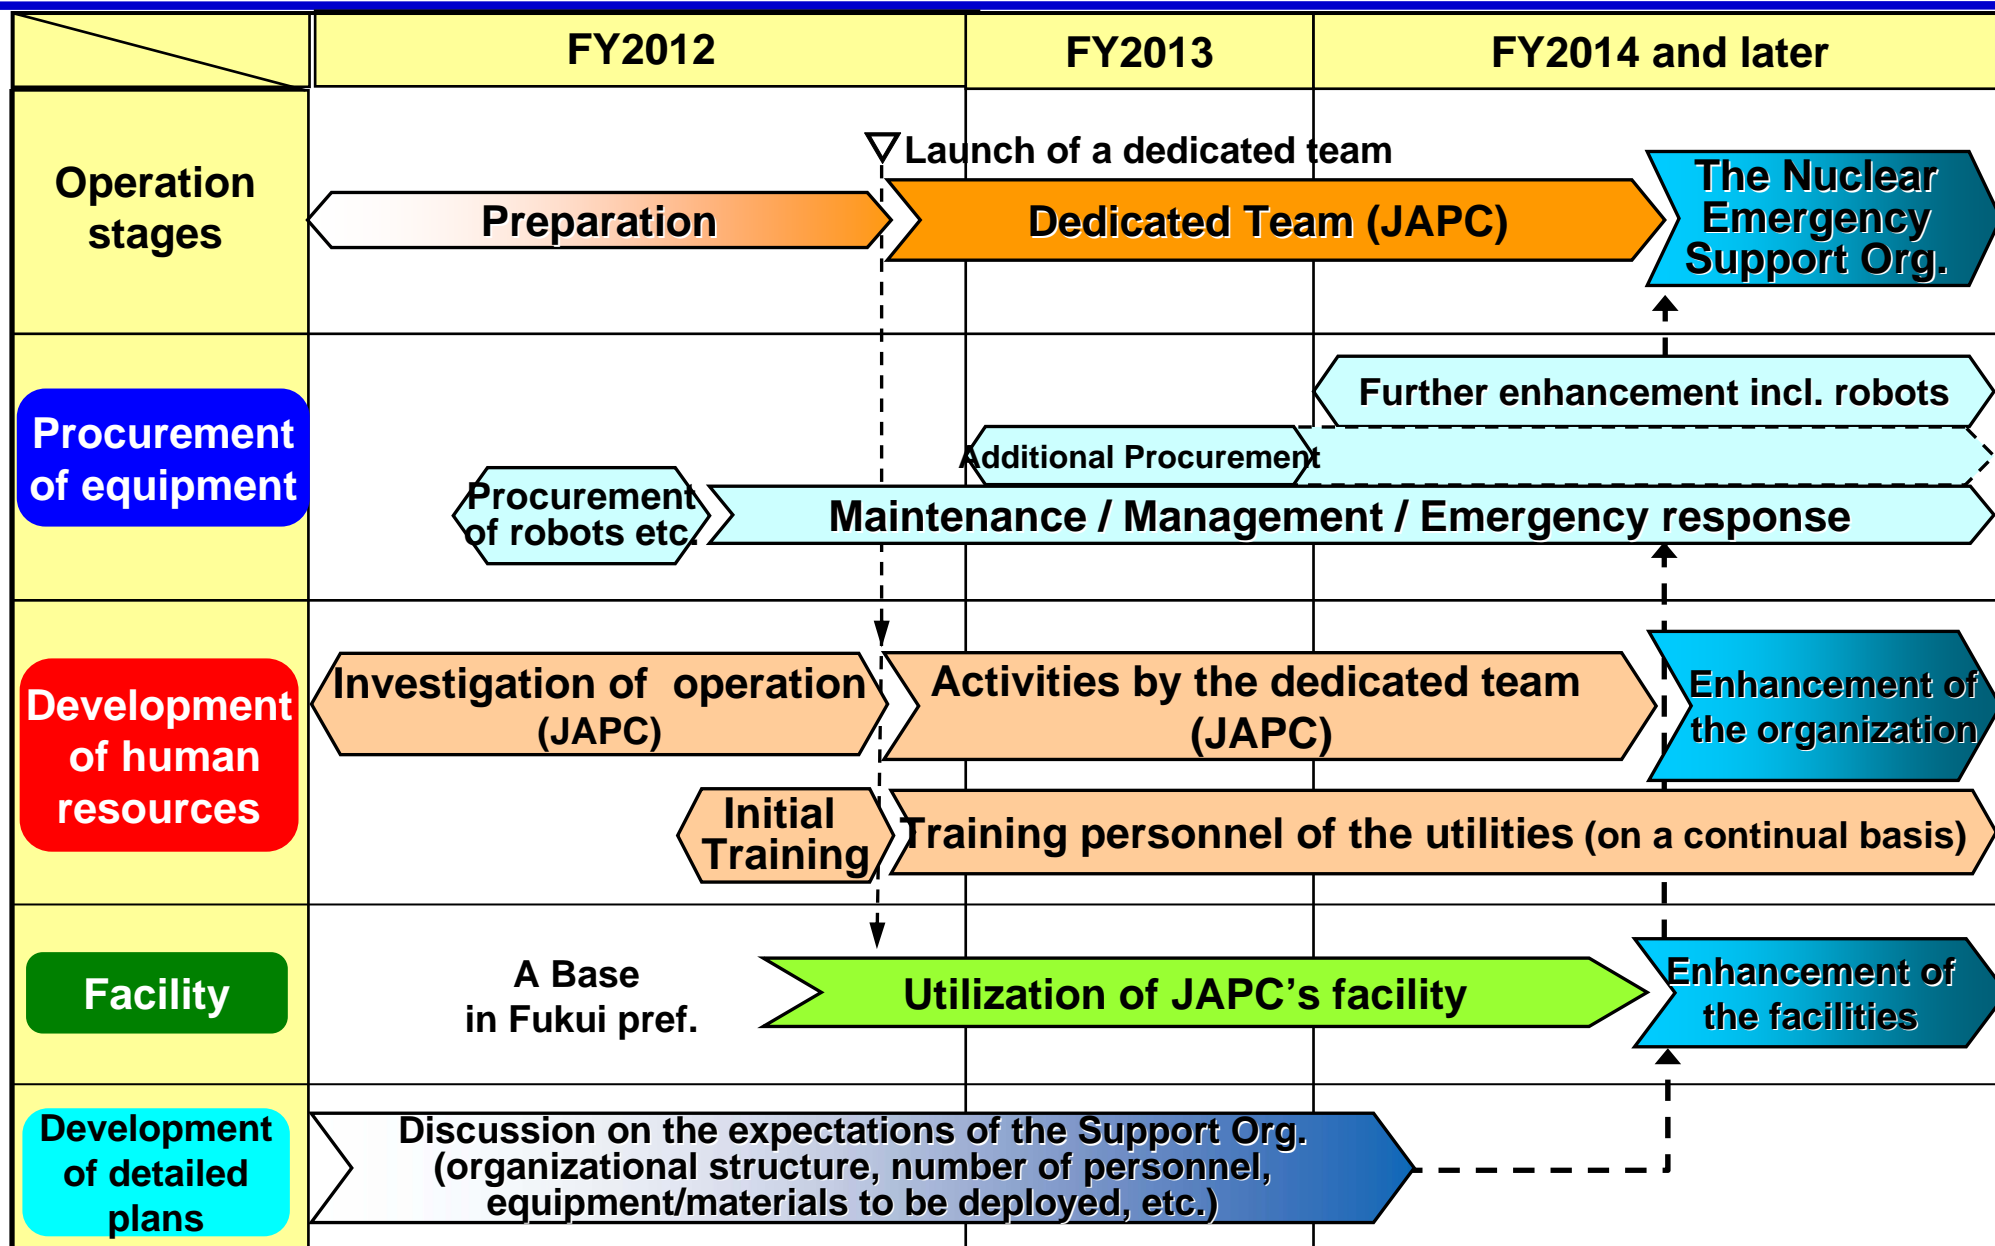 FY2012
FY2013
FY2014 and later
Operation
stages
Launch of a dedicated team
Preparation
Dedicated Team (JAPC)
The Nuclear
Emergency
Support Org.
Procurement
of equipment
Further enhancement incl. robots
Additional Procurement
Procurement
of robots etc.
Maintenance / Management / Emergency response
Development
of human
resources
Investigation of operation
(JAPC)
Activities by the dedicated team
(JAPC)
Enhancement of
the organization
Initial
Training
Training personnel of the utilities (on a continual basis)
Facility
A Base
in Fukui pref.
Utilization of JAPC’s facility
Enhancement of
the facilities
Development
of detailed
plans
Discussion on the expectations of the Support Org.
(organizational structure, number of personnel,
equipment/materials to be deployed, etc.)